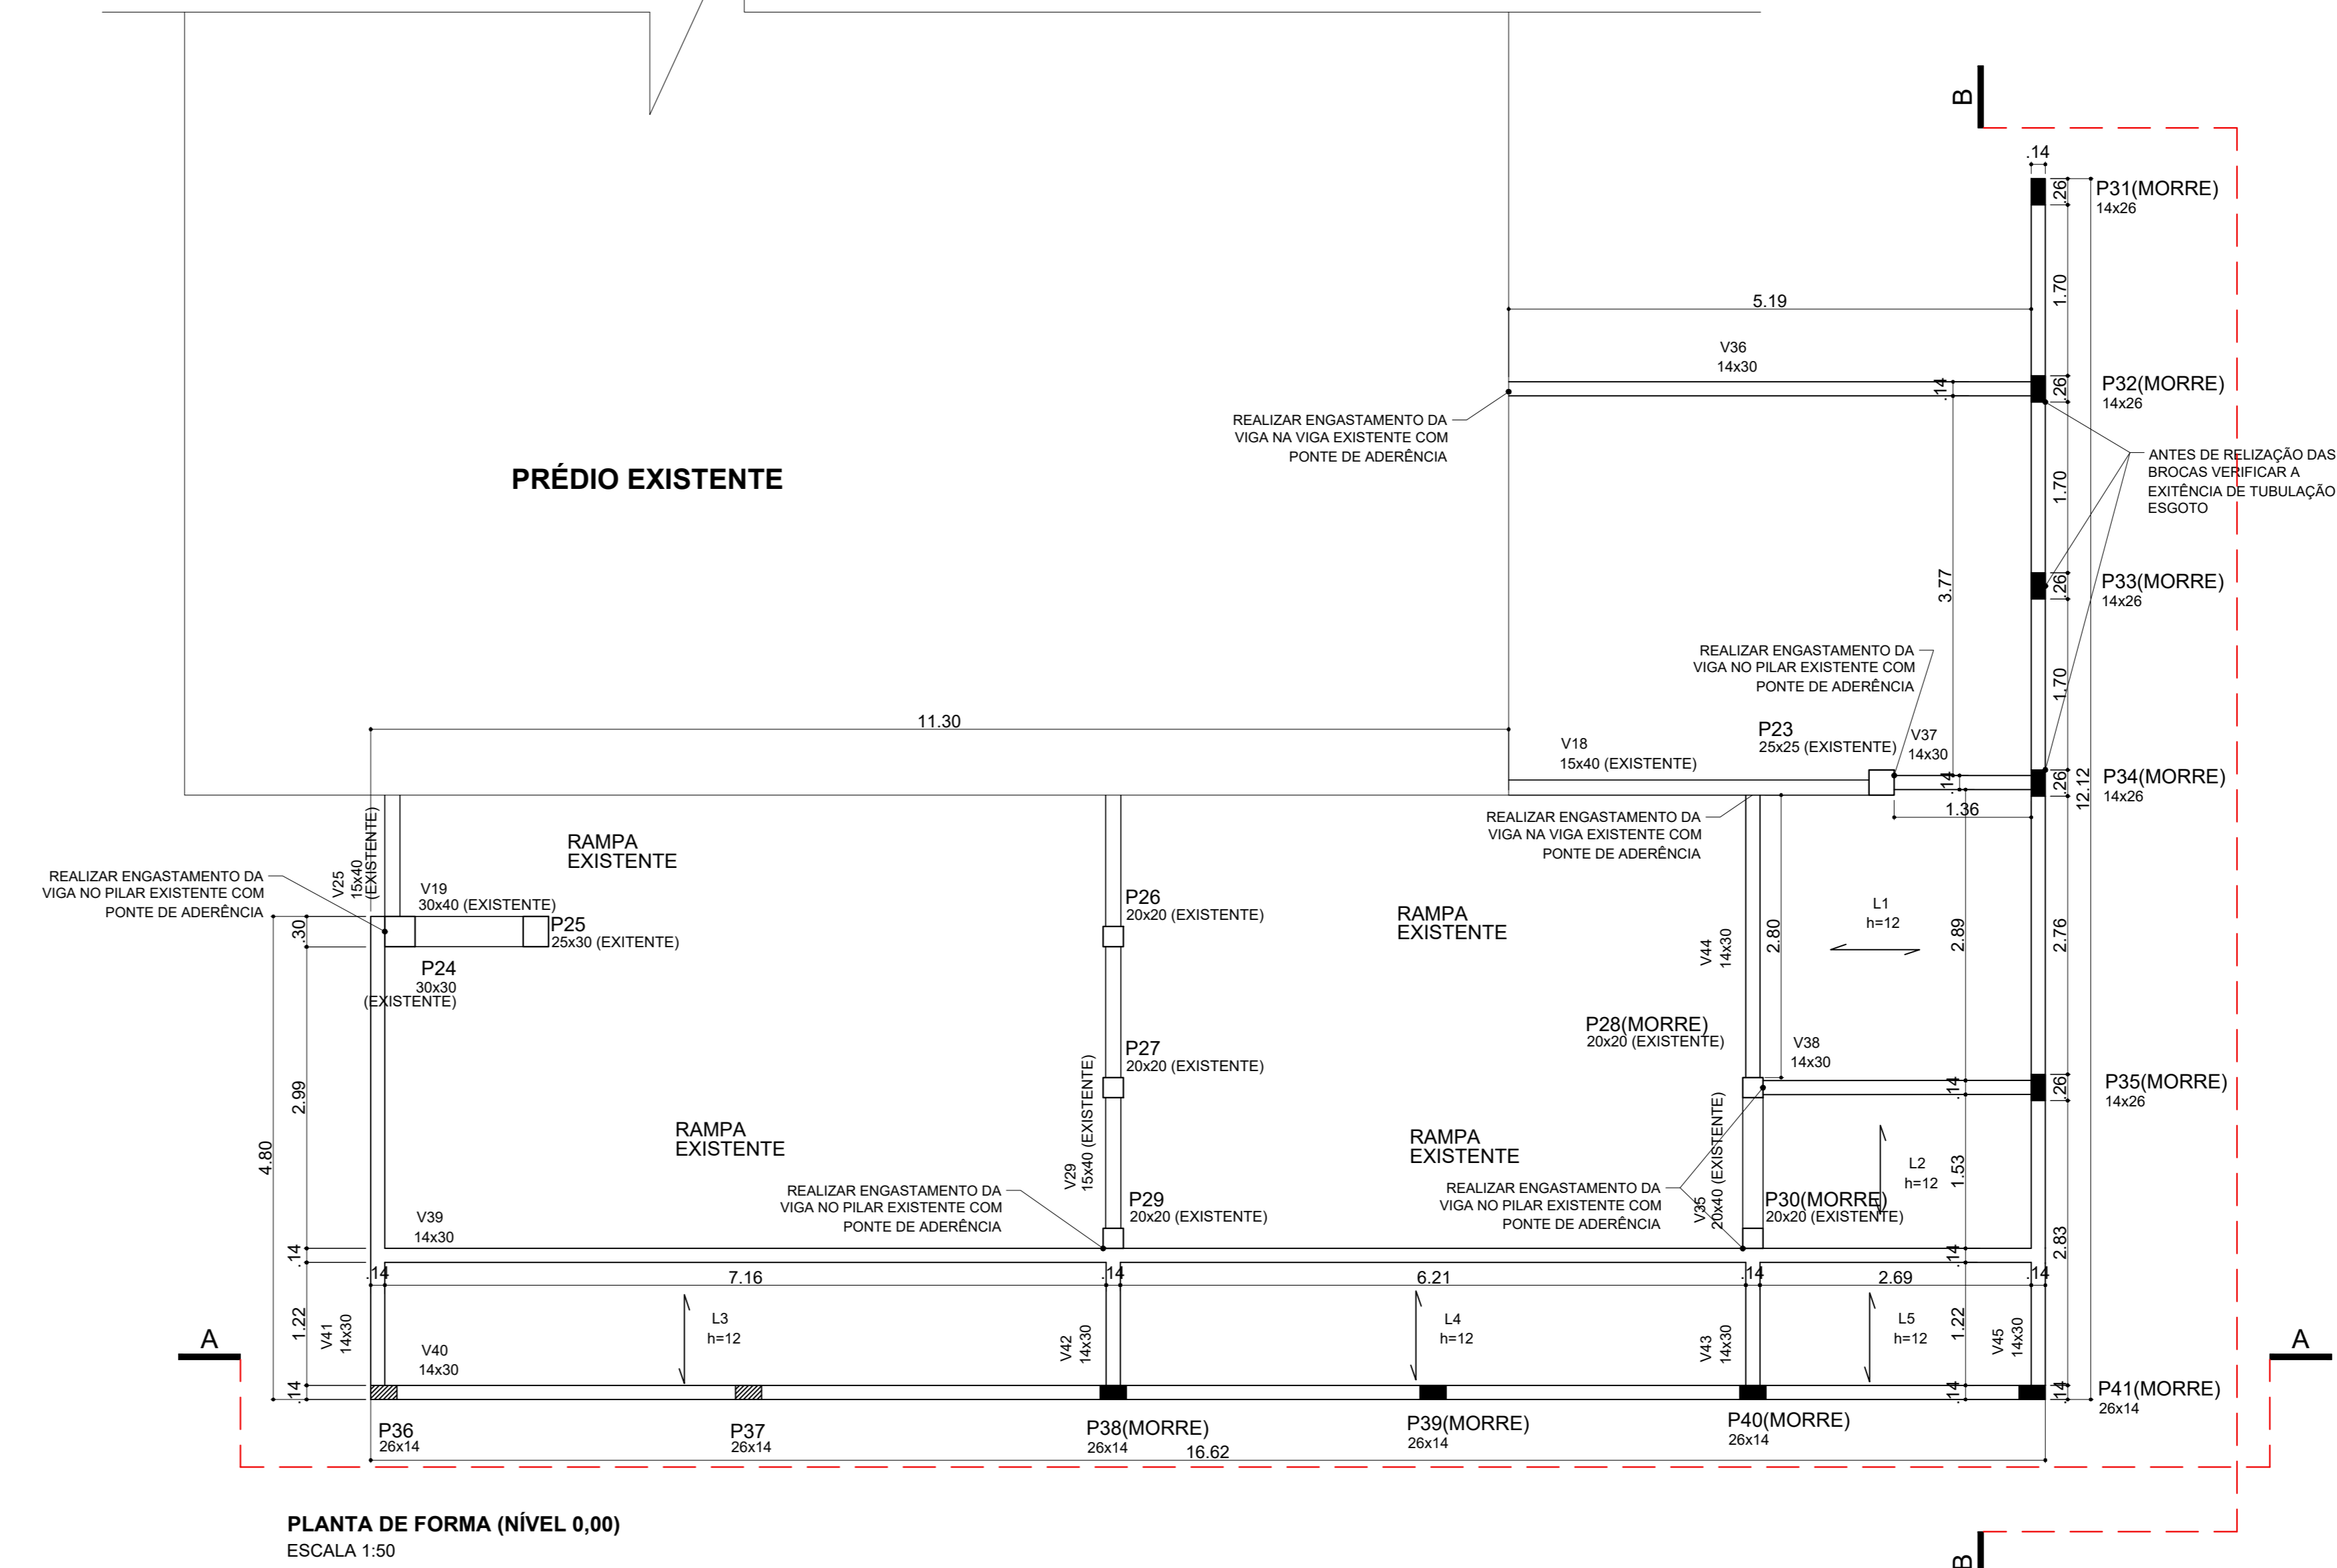 B
.14
.26
P31(MORRE)
14x26
1.70
5.19
V36
14x30
.14
.26
P32(MORRE)
14x26
REALIZAR ENGASTAMENTO DA
VIGA NA VIGA EXISTENTE COM
PONTE DE ADERÊNCIA
PRÉDIO EXISTENTE
ANTES DE RELIZAÇÃO DAS
BROCAS VERIFICAR A
EXITÊNCIA DE TUBULAÇÃO
ESGOTO
1.70
3.77
.26
P33(MORRE)
14x26
REALIZAR ENGASTAMENTO DA
VIGA NO PILAR EXISTENTE COM
PONTE DE ADERÊNCIA
1.70
11.30
P23
25x25 (EXISTENTE)
V18
15x40 (EXISTENTE)
V37
14x30
.14
.26
12.12
P34(MORRE)
14x26
1.36
REALIZAR ENGASTAMENTO DA
VIGA NA VIGA EXISTENTE COM
PONTE DE ADERÊNCIA
RAMPA
EXISTENTE
V25
15x40
(EXISTENTE)
REALIZAR ENGASTAMENTO DA
VIGA NO PILAR EXISTENTE COM
PONTE DE ADERÊNCIA
V19
30x40 (EXISTENTE)
P25
25x30 (EXITENTE)
P24
30x30
(EXISTENTE)
.30
P26
20x20 (EXISTENTE)
RAMPA
EXISTENTE
V44
14x30
2.80
L1
h=12
2.89
2.76
P27
20x20 (EXISTENTE)
P28(MORRE)
20x20 (EXISTENTE)
V38
14x30
.14
.26
P35(MORRE)
14x26
2.99
4.80
RAMPA
EXISTENTE
V29
15x40 (EXISTENTE)
RAMPA
EXISTENTE
REALIZAR ENGASTAMENTO DA
VIGA NO PILAR EXISTENTE COM
PONTE DE ADERÊNCIA
P29
20x20 (EXISTENTE)
REALIZAR ENGASTAMENTO DA
VIGA NO PILAR EXISTENTE COM
PONTE DE ADERÊNCIA
V35
20x40 (EXISTENTE)
P30(MORRE)
20x20 (EXISTENTE)
L2
h=12
1.53
2.83
V39
14x30
.14
.14
.14
7.16
.14
6.21
.14
2.69
.14
1.22
V41
14x30
L3
h=12
V42
14x30
L4
h=12
V43
14x30
L5
h=12
1.22
V45
14x30
A
A
V40
14x30
.14
.14
.14
P41(MORRE)
26x14
P36
26x14
P37
26x14
P38(MORRE)
26x14
P39(MORRE)
26x14
P40(MORRE)
26x14
16.62
PLANTA DE FORMA (NÍVEL 0,00)
ESCALA 1:50
B